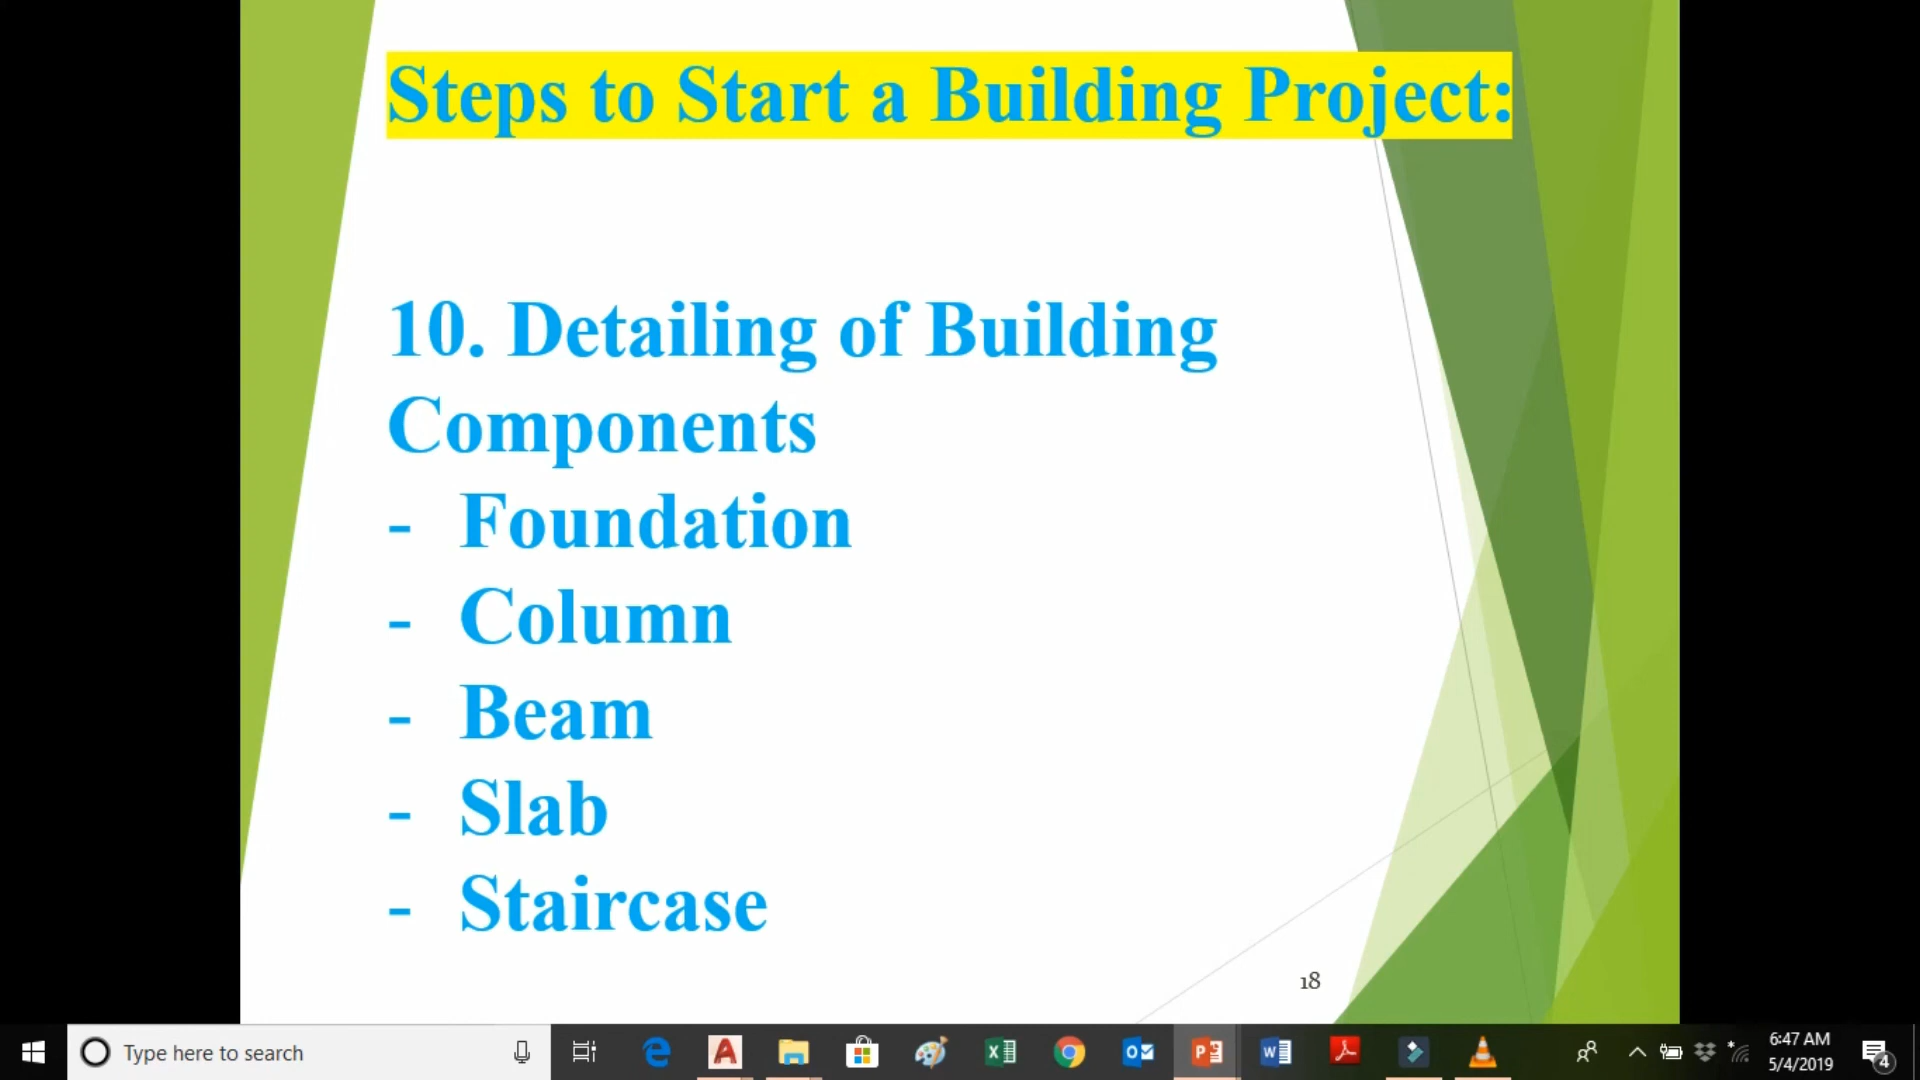 Steps to Start a Building Project:
10. Detailing of Building
Components
- Foundation
- Column
- Beam
- Slab
- Staircase
18
Type here to search
6:47 AM
5/4/2019
4